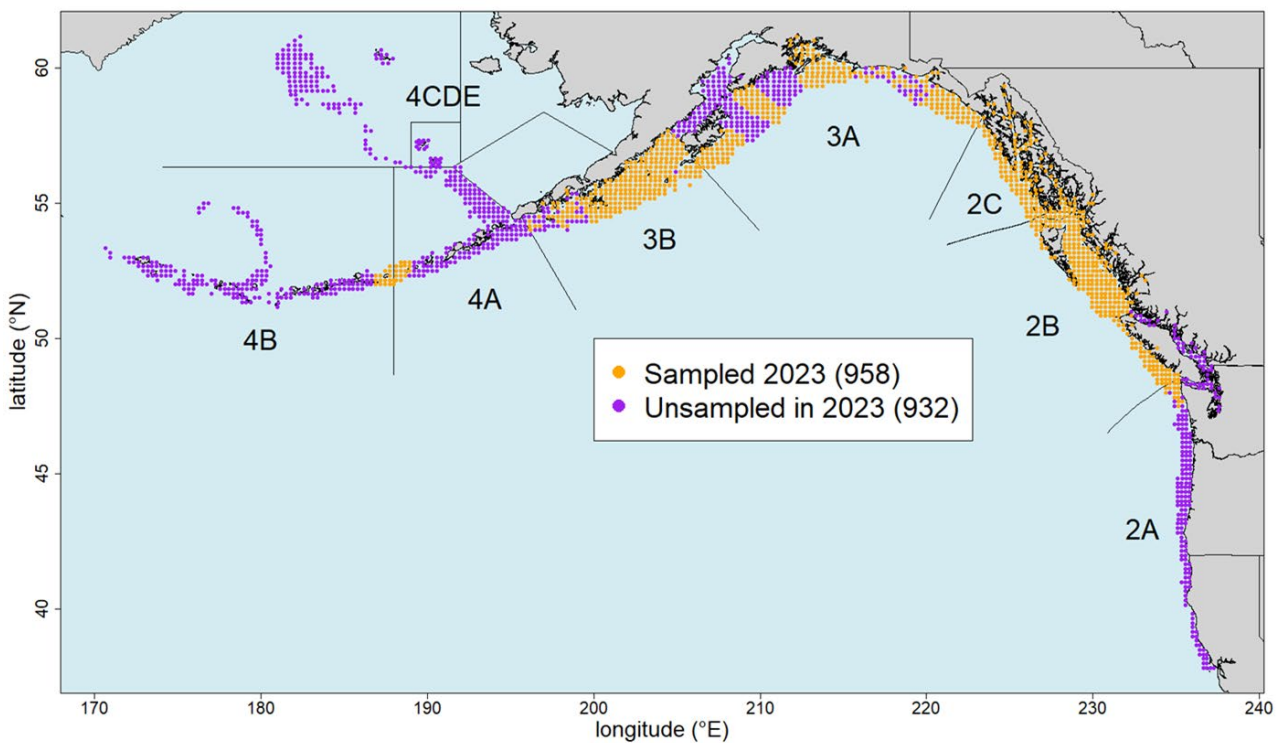 60
55
50
45
40
latitude (°N)
4CDE
3A
2C
3B
4A
2B
4B
Sampled 2023 (958)
Unsampled in 2023 (932)
2A
170 180 190 200 210 220 230 240
longitude (°E)